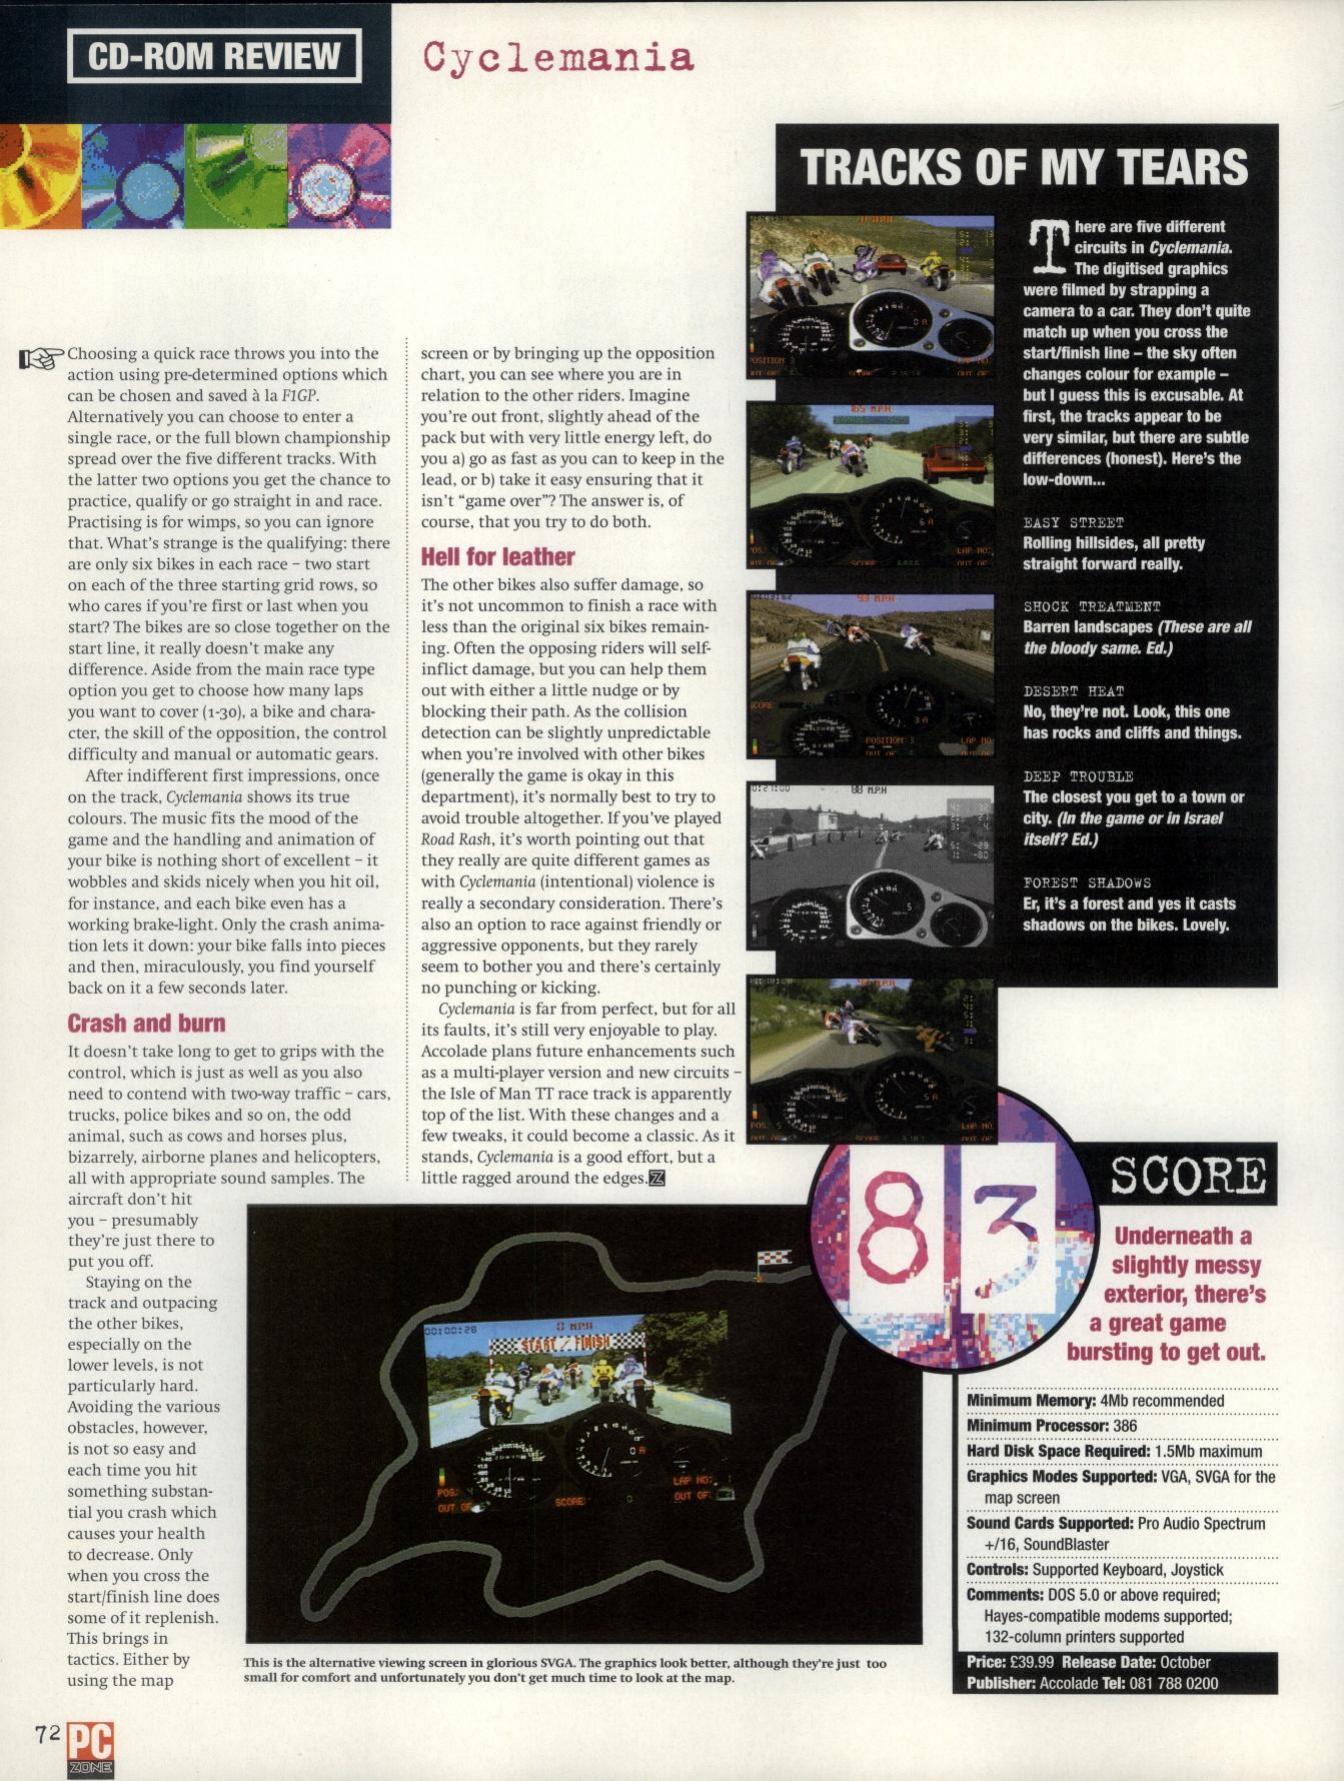 CD-ROM REVIEW
Cyclemania
Choosing a quick race throws you into the
action using pre-determined options which
can be chosen and saved à la F1GP.
Alternatively you can choose to enter a
single race, or the full blown championship
spread over the five different tracks. With
the latter two options you get the chance to
practice, qualify or go straight in and race.
Practising is for wimps, so you can ignore
that. What's strange is the qualifying: there
are only six bikes in each race – two start
on each of the three starting grid rows, so
who cares if you're first or last when you
start? The bikes are so close together on the
start line, it really doesn't make any
difference. Aside from the main race type
option you get to choose how many laps
you want to cover (1-30), a bike and chara-
cter, the skill of the opposition, the control
difficulty and manual or automatic gears.
After indifferent first impressions, once
on the track, Cyclemania shows its true
colours. The music fits the mood of the
game and the handling and animation of
your bike is nothing short of excellent – it
wobbles and skids nicely when you hit oil,
for instance, and each bike even has a
working brake-light. Only the crash anima-
tion lets it down: your bike falls into pieces
and then, miraculously, you find yourself
back on it a few seconds later.
Crash and burn
It doesn't take long to get to grips with the
control, which is just as well as you also
need to contend with two-way traffic – cars,
trucks, police bikes and so on, the odd
animal, such as cows and horses plus,
bizarrely, airborne planes and helicopters,
all with appropriate sound samples. The
aircraft don't hit
you – presumably
they're just there to
put you off.
Staying on the
track and outpacing
the other bikes,
especially on the
lower levels, is not
particularly hard.
Avoiding the various
obstacles, however,
is not so easy and
each time you hit
something substan-
tial you crash which
causes your health
to decrease. Only
when you cross the
start/finish line does
some of it replenish.
This brings in
tactics. Either by
using the map
screen or by bringing up the opposition
chart, you can see where you are in
relation to the other riders. Imagine
you're out front, slightly ahead of the
pack but with very little energy left, do
you a) go as fast as you can to keep in the
lead, or b) take it easy ensuring that it
isn't "game over"? The answer is, of
course, that you try to do both.
Hell for leather
The other bikes also suffer damage, so
it's not uncommon to finish a race with
less than the original six bikes remain-
ing. Often the opposing riders will self-
inflict damage, but you can help them
out with either a little nudge or by
blocking their path. As the collision
detection can be slightly unpredictable
when you're involved with other bikes
(generally the game is okay in this
department), it's normally best to try to
avoid trouble altogether. If you've played
Road Rash, it's worth pointing out that
they really are quite different games as
with Cyclemania (intentional) violence is
really a secondary consideration. There's
also an option to race against friendly or
aggressive opponents, but they rarely
seem to bother you and there's certainly
no punching or kicking.
Cyclemania is far from perfect, but for all
its faults, it's still very enjoyable to play.
Accolade plans future enhancements such
as a multi-player version and new circuits –
the Isle of Man TT race track is apparently
top of the list. With these changes and a
few tweaks, it could become a classic. As it
stands, Cyclemania is a good effort, but a
little ragged around the edges. Z
TRACKS OF MY TEARS
There are five different
circuits in Cyclemania.
The digitised graphics
were filmed by strapping a
camera to a car. They don't quite
match up when you cross the
start/finish line – the sky often
changes colour for example –
but I guess this is excusable. At
first, the tracks appear to be
very similar, but there are subtle
differences (honest). Here's the
low-down...
EASY STREET
Rolling hillsides, all pretty
straight forward really.
SHOCK TREATMENT
Barren landscapes (These are all
the bloody same. Ed.)
DESERT HEAT
No, they're not. Look, this one
has rocks and cliffs and things.
DEEP TROUBLE
The closest you get to a town or
city. (In the game or in Israel
itself? Ed.)
FOREST SHADOWS
Er, it's a forest and yes it casts
shadows on the bikes. Lovely.
165 M.P.H
93 M.P.H
SCORE
POSITION 3
LAP NO:
0:27:00 88 M.P.H
00:00:28 0 M.P.H
START / FINISH
POS:
OUT OF:
SCORE: 0
LAP NO: 1
OUT OF:
This is the alternative viewing screen in glorious SVGA. The graphics look better, although they're just too
small for comfort and unfortunately you don't get much time to look at the map.
83
SCORE
Underneath a
slightly messy
exterior, there's
a great game
bursting to get out.
Minimum Memory: 4Mb recommended
Minimum Processor: 386
Hard Disk Space Required: 1.5Mb maximum
Graphics Modes Supported: VGA, SVGA for the
map screen
Sound Cards Supported: Pro Audio Spectrum
+/16, SoundBlaster
Controls: Supported Keyboard, Joystick
Comments: DOS 5.0 or above required;
Hayes-compatible modems supported;
132-column printers supported
Price: £39.99 Release Date: October
Publisher: Accolade Tel: 081 788 0200
72 PC
ZONE